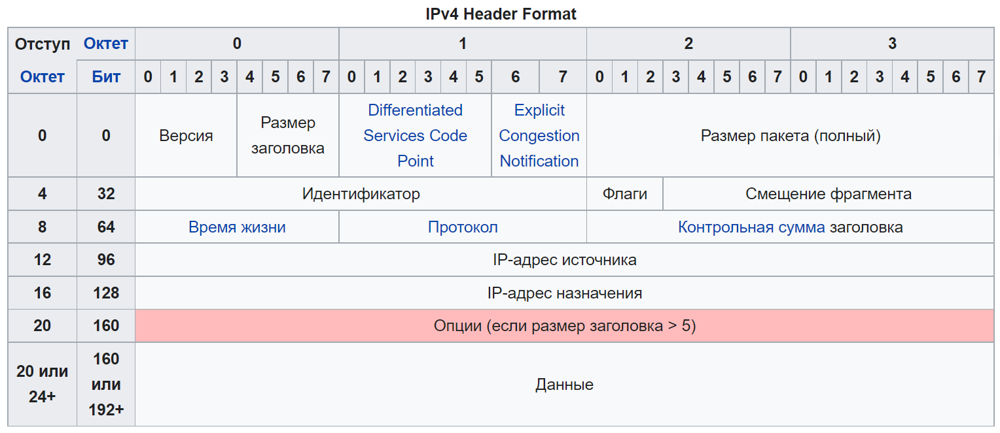 IPv4 Header Format
Отступ Октет 0 1 2 3
Октет Бит 0 1 2 3 4 5 6 7 0 1 2 3 4 5 6 7 0 1 2 3 4 5 6 7 0 1 2 3 4 5 6 7
0 0 Версия Размер заголовка Differentiated Services Code Point Explicit Congestion Notification Размер пакета (полный)
4 32 Идентификатор Флаги Смещение фрагмента
8 64 Время жизни Протокол Контрольная сумма заголовка
12 96 IP-адрес источника
16 128 IP-адрес назначения
20 160 Опции (если размер заголовка > 5)
20 или 24+ 160 или 192+ Данные